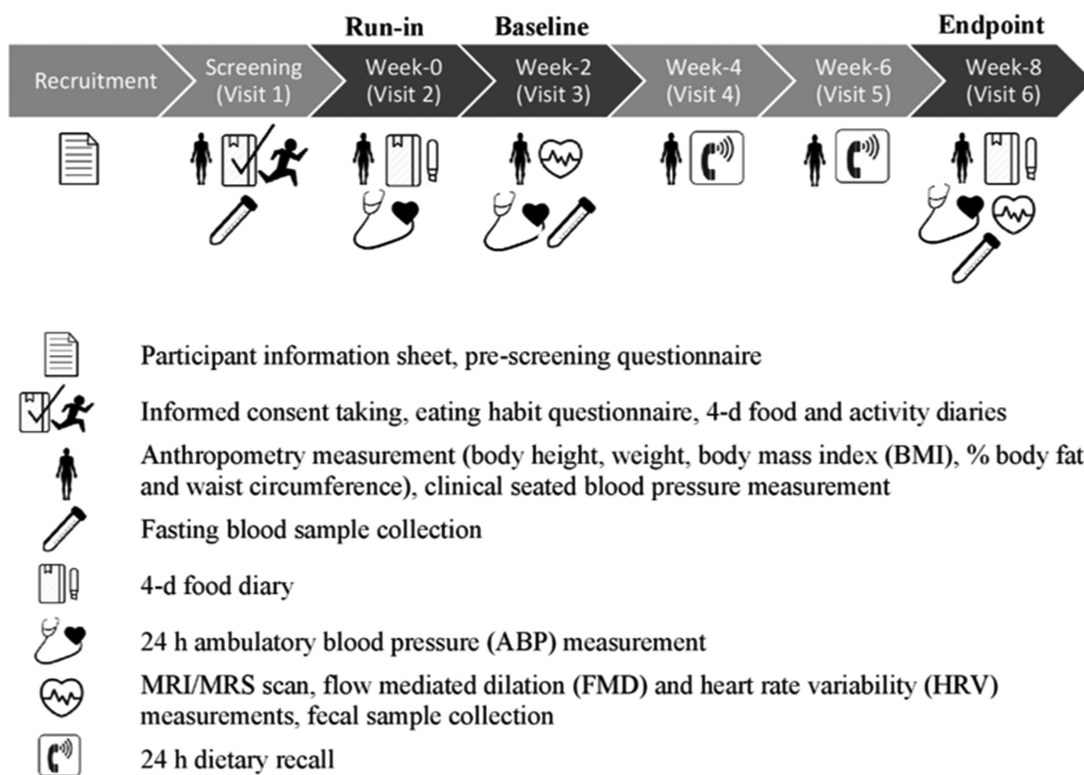 Run-in Baseline Endpoint
Recruitment
Screening
(Visit 1)
Week-0
(Visit 2)
Week-2
(Visit 3)
Week-4
(Visit 4)
Week-6
(Visit 5)
Week-8
(Visit 6)
Participant information sheet, pre-screening questionnaire
Informed consent taking, eating habit questionnaire, 4-d food and activity diaries
Anthropometry measurement (body height, weight, body mass index (BMI), % body fat
and waist circumference), clinical seated blood pressure measurement
Fasting blood sample collection
4-d food diary
24 h ambulatory blood pressure (ABP) measurement
MRI/MRS scan, flow mediated dilation (FMD) and heart rate variability (HRV)
measurements, fecal sample collection
24 h dietary recall